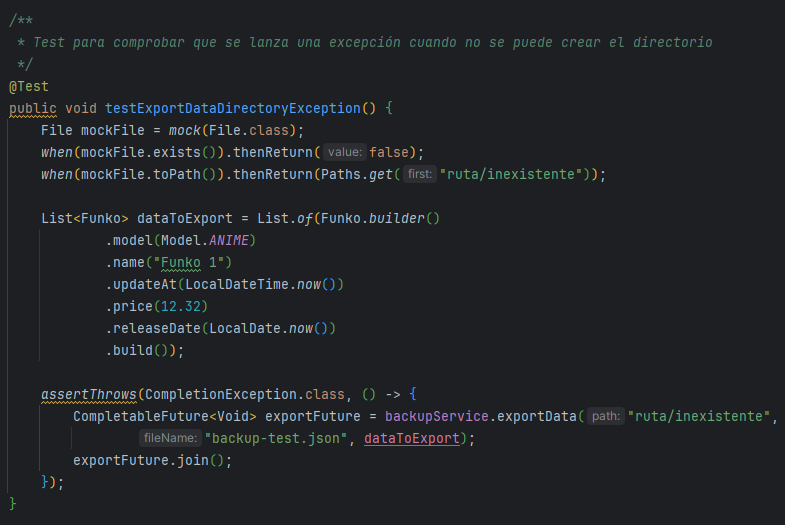 /**
 * Test para comprobar que se lanza una excepción cuando no se puede crear el directorio
 */
@Test
public void testExportDataDirectoryException() {
    File mockFile = mock(File.class);
    when(mockFile.exists()).thenReturn( value: false);
    when(mockFile.toPath()).thenReturn(Paths.get( first: "ruta/inexistente"));

    List<Funko> dataToExport = List.of(Funko.builder()
            .model(Model.ANIME)
            .name("Funko 1")
            .updateAt(LocalDateTime.now())
            .price(12.32)
            .releaseDate(LocalDate.now())
            .build());

    assertThrows(CompletionException.class, () -> {
        CompletableFuture<Void> exportFuture = backupService.exportData( path: "ruta/inexistente",
                fileName: "backup-test.json", dataToExport);
        exportFuture.join();
    });
}